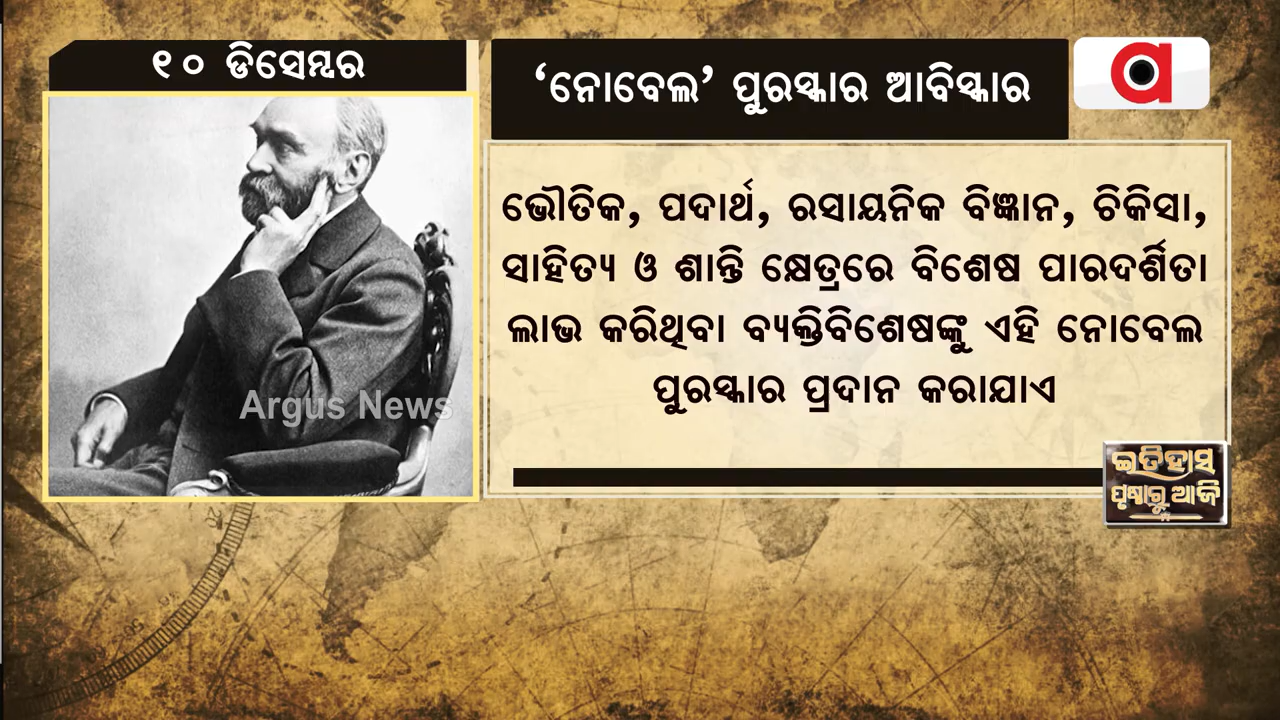 ୧୦ ଡିସେମ୍ବର
‘ନୋବେଲ’ ପୁରସ୍କାର ଆବିସ୍କାର
ଭୌତିକ, ପଦାର୍ଥ, ରସାୟନିକ ବିଜ୍ଞାନ, ଚିକିତ୍ସା,
ସାହିତ୍ୟ ଓ ଶାନ୍ତି କ୍ଷେତ୍ରରେ ବିଶେଷ ପାରଦର୍ଶିତା
ଲାଭ କରିଥିବା ବ୍ୟକ୍ତିବିଶେଷଙ୍କୁ ଏହି ନୋବେଲ
ପୁରସ୍କାର ପ୍ରଦାନ କରାଯାଏ
Argus News
ଇତିହାସ
ପୃଷ୍ଠାରୁ ଆଜି